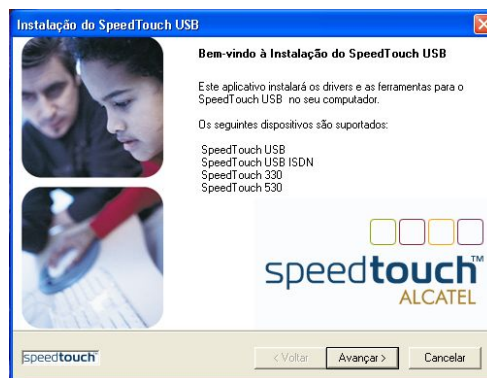 Instalação do SpeedTouch USB
Bem-vindo à Instalação do SpeedTouch USB
Este aplicativo instalará os drivers e as ferramentas para o
SpeedTouch USB no seu computador.
Os seguintes dispositivos são suportados:
SpeedTouch USB
SpeedTouch USB ISDN
SpeedTouch 330
SpeedTouch 530
speedtouch™
ALCATEL
speedtouch™
< Voltar
Avançar >
Cancelar